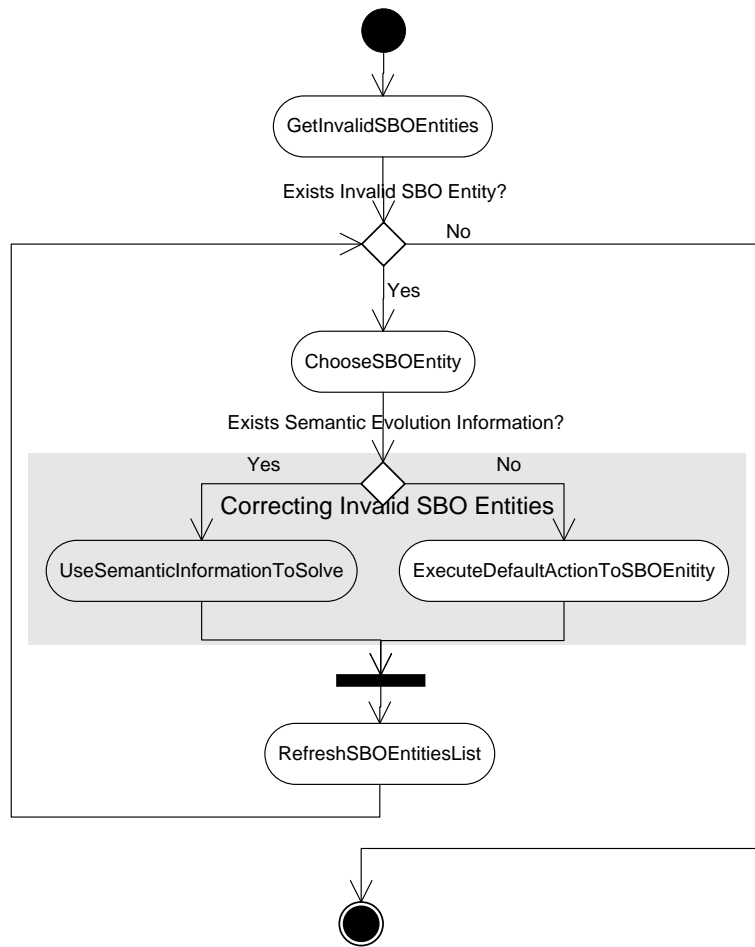 GetInvalidSBOEntities
Exists Invalid SBO Entity?
No
Yes
ChooseSBOEntity
Exists Semantic Evolution Information?
Yes
No
Correcting Invalid SBO Entities
UseSemanticInformationToSolve
ExecuteDefaultActionToSBOEnitity
RefreshSBOEntitiesList